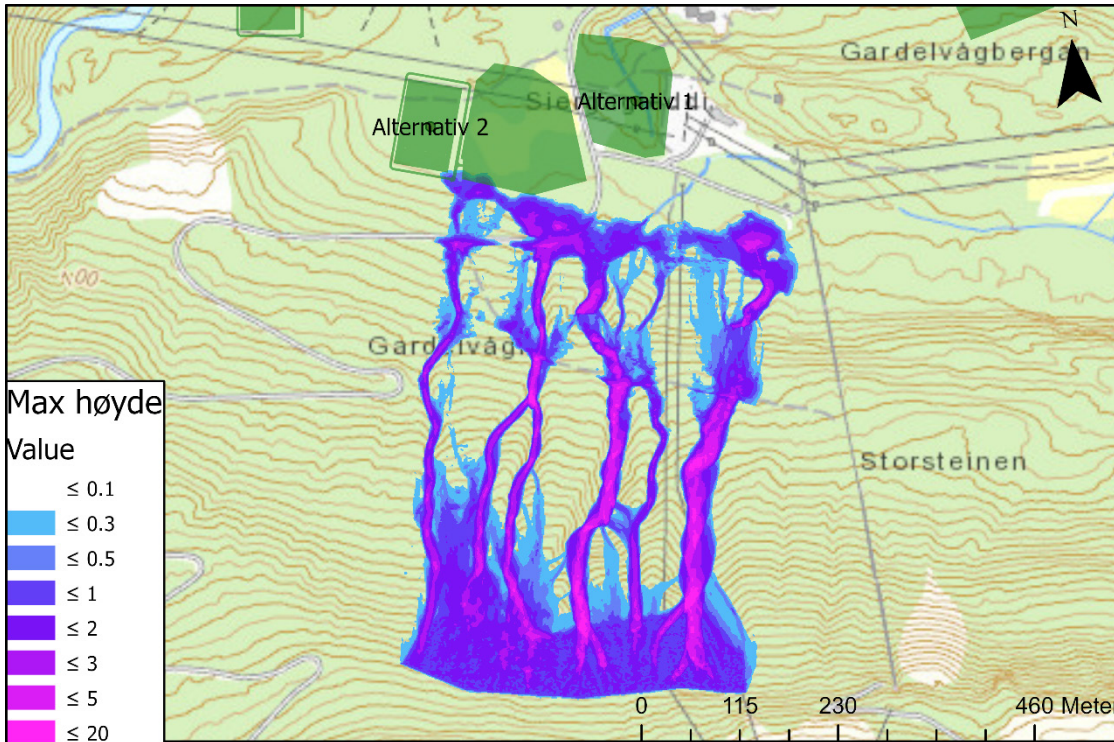 N
Gardelvågbergan
Alternativ 1
Alternativ 2
Storsteinen
Max høyde
Value
≤ 0.1
≤ 0.3
≤ 0.5
≤ 1
≤ 2
≤ 3
≤ 5
≤ 20
0 115 230 460 Meter